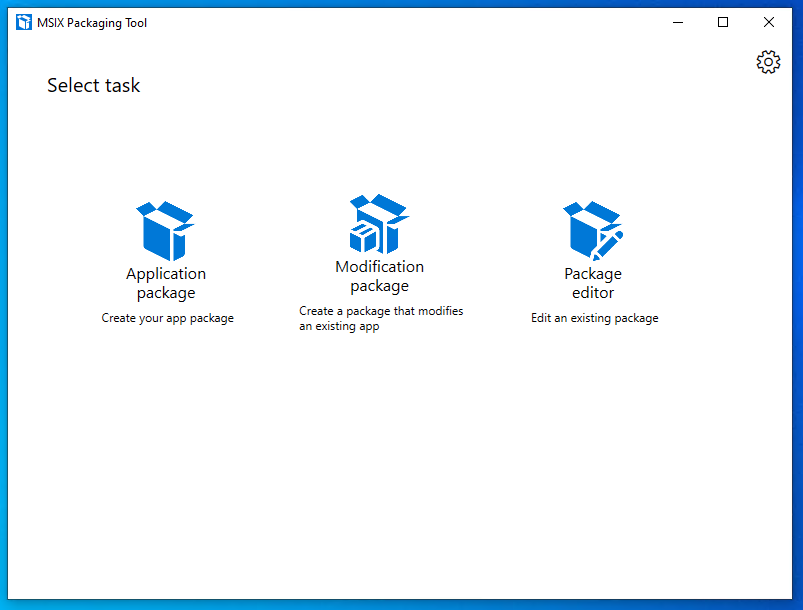 MSIX Packaging Tool
Select task
Application
package
Create your app package
Modification
package
Create a package that modifies
an existing app
Package
editor
Edit an existing package